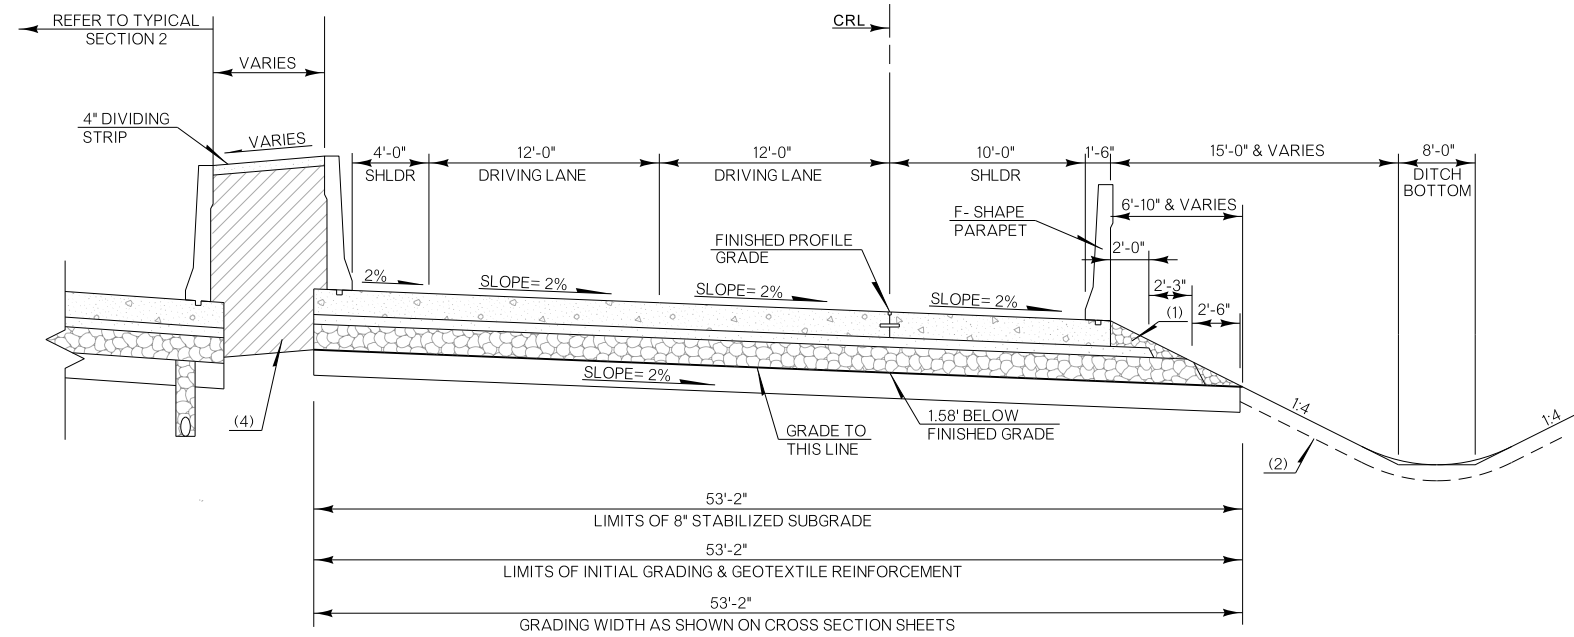 REFER TO TYPICAL
SECTION 2
CRL
VARIES
4" DIVIDING
STRIP
VARIES
4'-0"
SHLDR
12'-0"
DRIVING LANE
12'-0"
DRIVING LANE
10'-0"
SHLDR
1'-6"
15'-0" & VARIES
8'-0"
DITCH
BOTTOM
6'-10" & VARIES
F- SHAPE
PARAPET
FINISHED PROFILE
GRADE
2'-0"
2%
SLOPE= 2%
SLOPE= 2%
SLOPE= 2%
2'-3"
(1)
2'-6"
SLOPE= 2%
(4)
GRADE TO
THIS LINE
1.58' BELOW
FINISHED GRADE
1:4
1:4
(2)
53'-2"
LIMITS OF 8" STABILIZED SUBGRADE
53'-2"
LIMITS OF INITIAL GRADING & GEOTEXTILE REINFORCEMENT
53'-2"
GRADING WIDTH AS SHOWN ON CROSS SECTION SHEETS